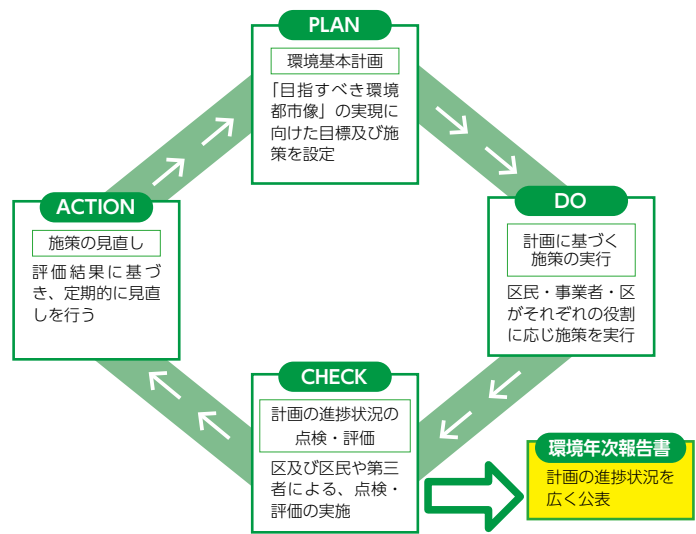 PLAN
環境基本計画
「目指すべき環境
都市像」の実現に
向けた目標及び施
策を設定
DO
計画に基づく
施策の実行
区民・事業者・区
がそれぞれの役割
に応じ施策を実行
CHECK
計画の進捗状況の
点検・評価
区及び区民や第三
者による、点検・
評価の実施
環境年次報告書
計画の進捗状況を
広く公表
ACTION
施策の見直し
評価結果に基づ
き、定期的に見直
しを行う